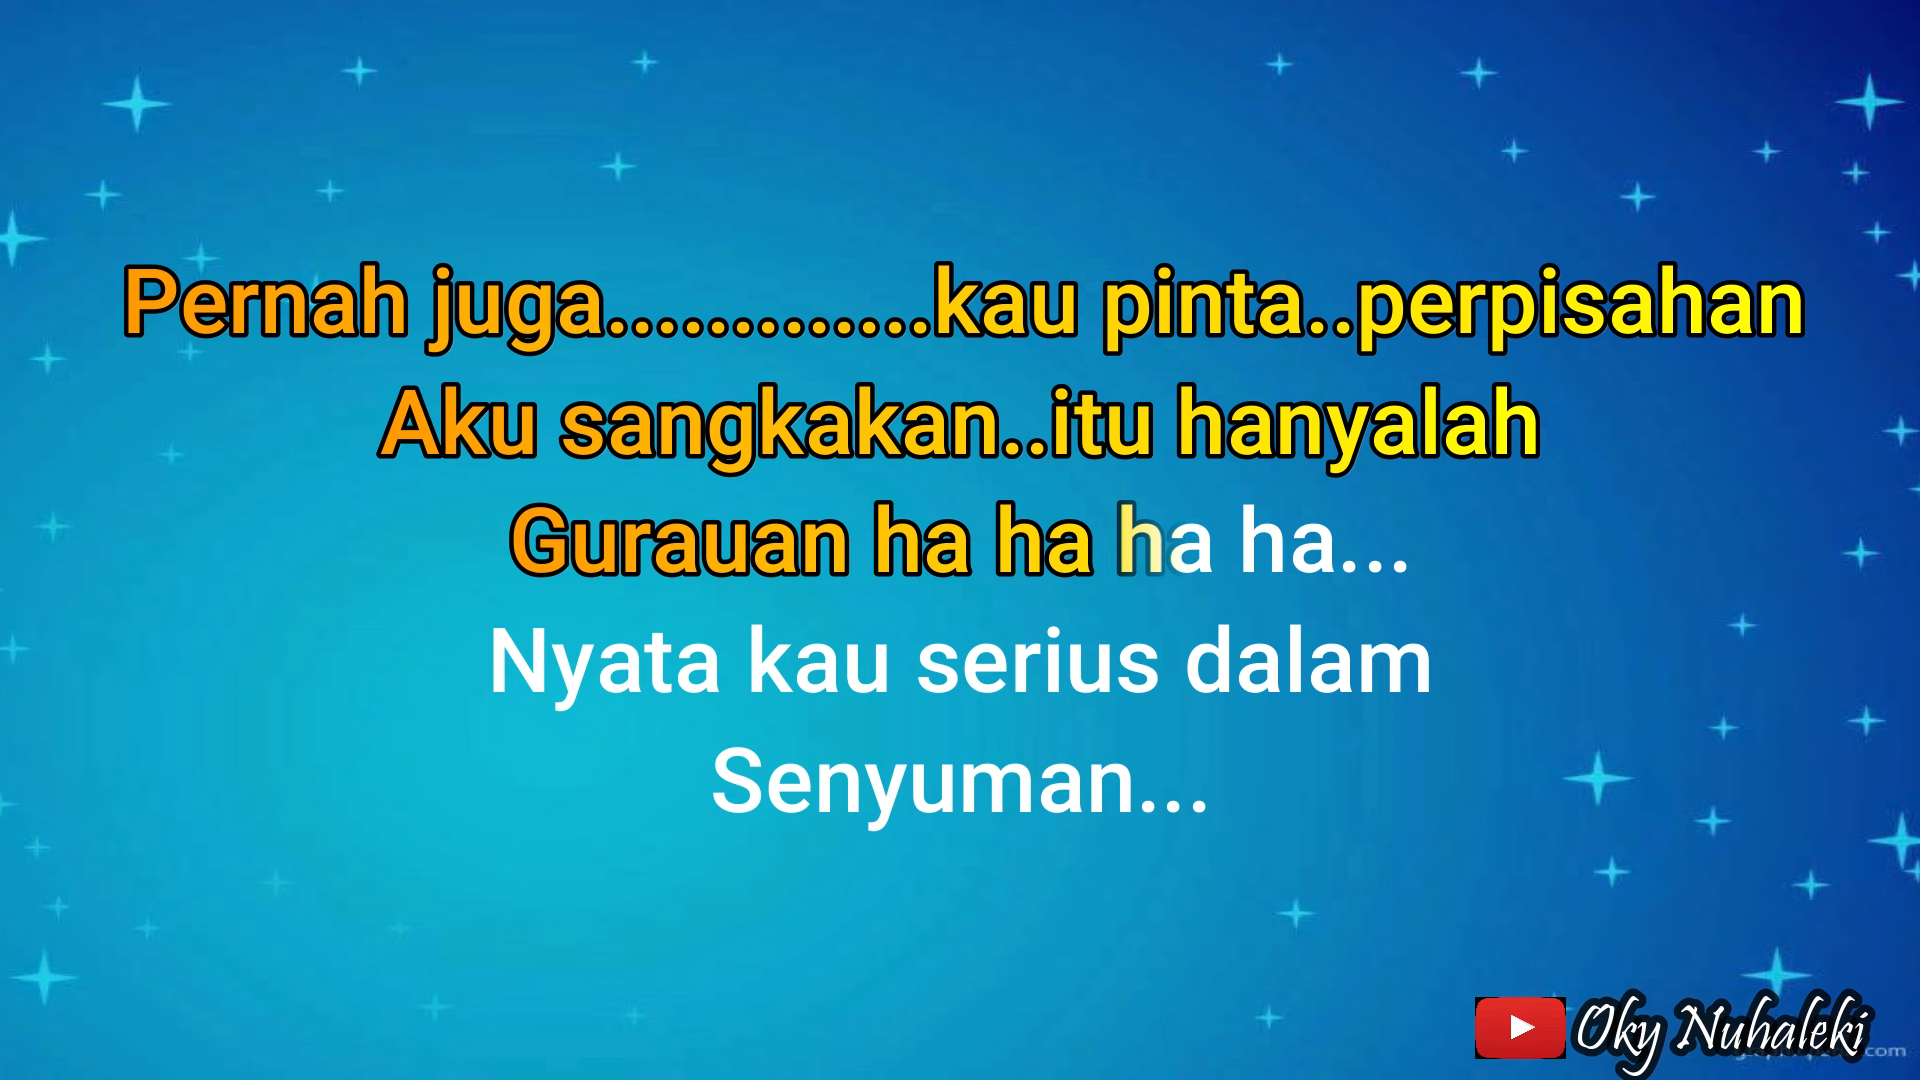 Pernah juga.............kau pinta..perpisahan
Aku sangkakan..itu hanyalah
Gurauan ha ha ha ha...
Nyata kau serius dalam
Senyuman...
Oky Nuhaleki